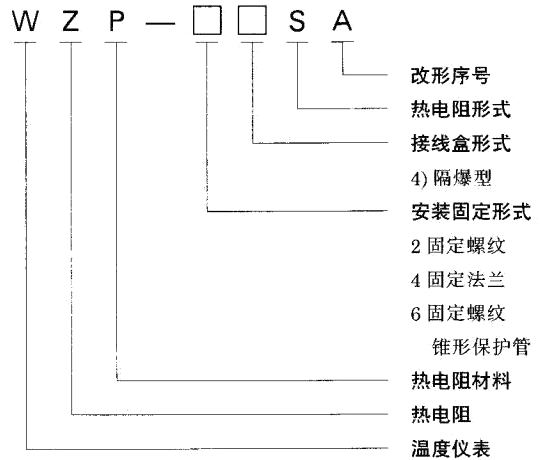 WZP—□□SA
改形序号
热电阻形式
接线盒形式
4) 隔爆型
安装固定形式
2 固定螺纹
4 固定法兰
6 固定螺纹
锥形保护管
热电阻材料
热电阻
温度仪表